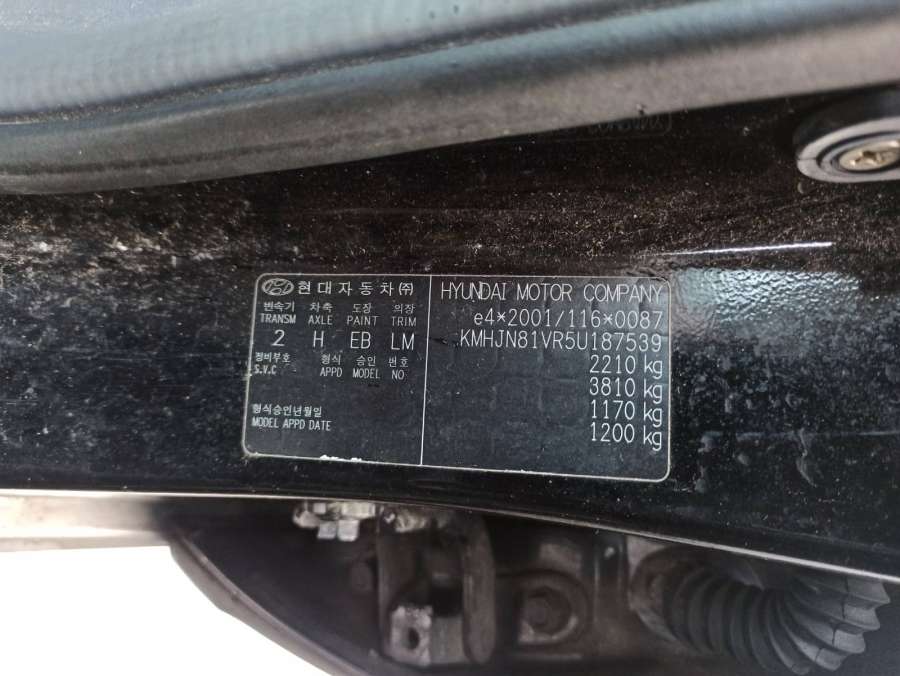 현대자동차㈜
변속기 차축 도장 의장
TRANSM AXLE PAINT TRIM
2 H EB LM
정비부호 형식 승인 번호
S.V.C APPD MODEL NO.
형식승인년월일
MODEL APPD DATE
HYUNDAI MOTOR COMPANY
e4*2001/116*0087
KMHJN81VR5U187539
2210 kg
3810 kg
1170 kg
1200 kg